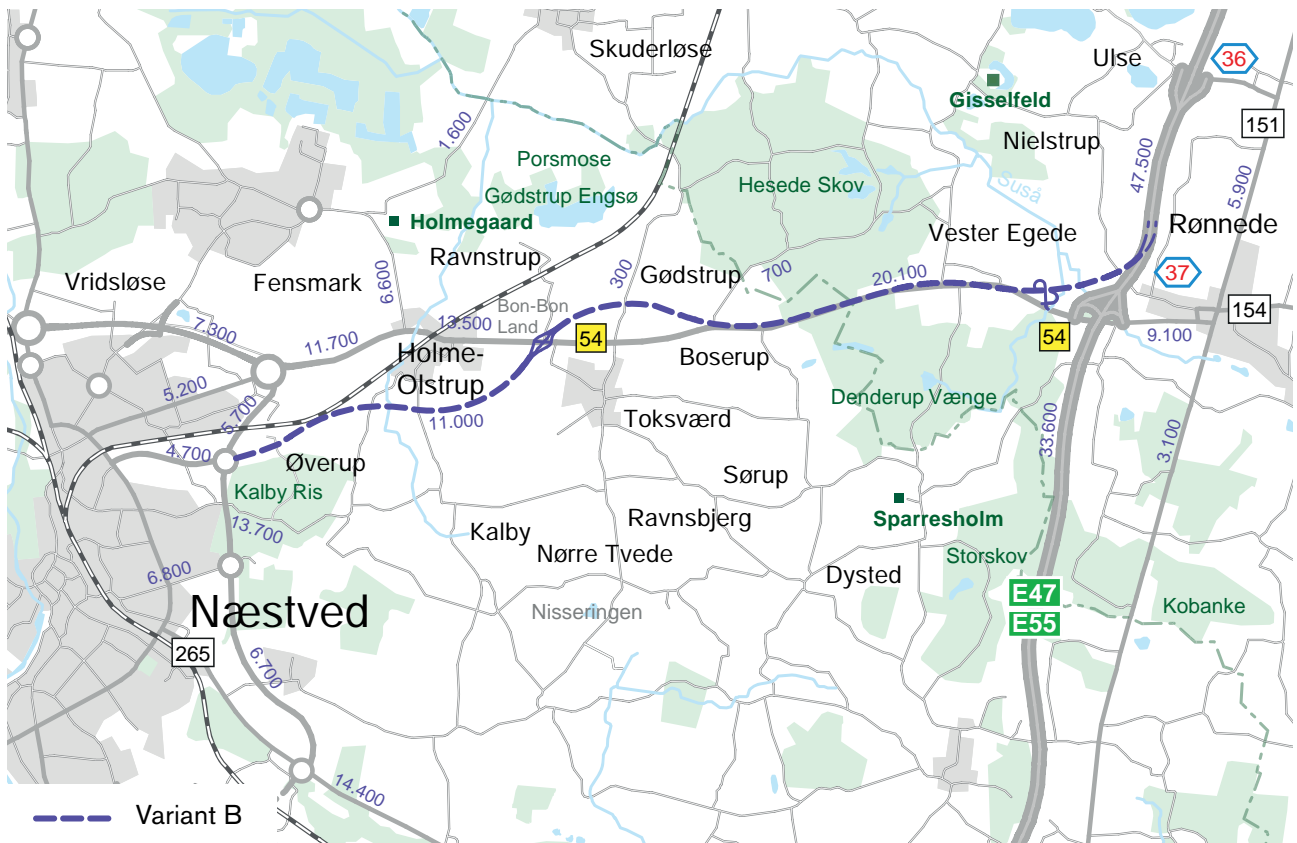 Skuderløse
Ulse
36
Gisselfeld
151
1.600
Nielstrup
47.500
Porsmose
Gødstrup Engsø
Hesede Skov
Suså
5.900
Holmegaard
Vester Egede
Rønnede
Ravnstrup
Vridsløse
Fensmark
6.600
300
Gødstrup
700
20.100
37
Bon-Bon
Land
7.300
11.700
13.500
54
54
9.100
154
Holme-
Olstrup
Boserup
5.200
Denderup Vænge
5.700
11.000
Toksværd
33.600
3.100
4.700
Øverup
Sørup
Kalby Ris
Sparresholm
13.700
Kalby
Ravnsbjerg
Nørre Tvede
Storskov
6.800
Dysted
Næstved
Nisseringen
E47
E55
Kobanke
265
6.700
14.400
Variant B